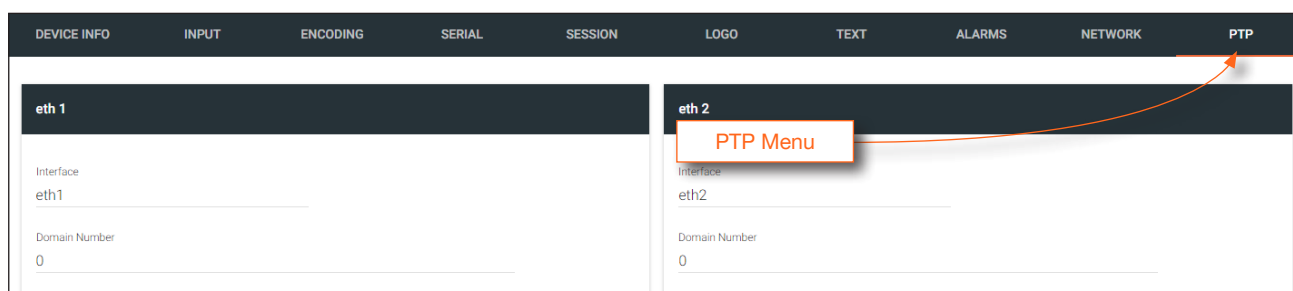 DEVICE INFO INPUT ENCODING SERIAL SESSION LOGO TEXT ALARMS NETWORK PTP
eth 1
eth 2
PTP Menu
Interface
eth1
Interface
eth2
Domain Number
0
Domain Number
0